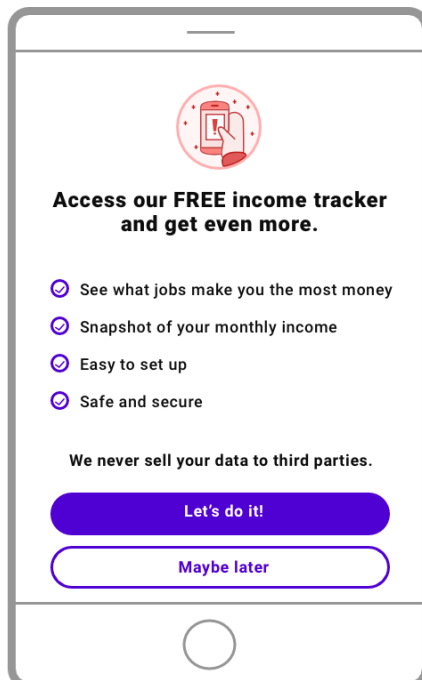 Access our FREE income tracker
and get even more.
See what jobs make you the most money
Snapshot of your monthly income
Easy to set up
Safe and secure
We never sell your data to third parties.
Let's do it!
Maybe later